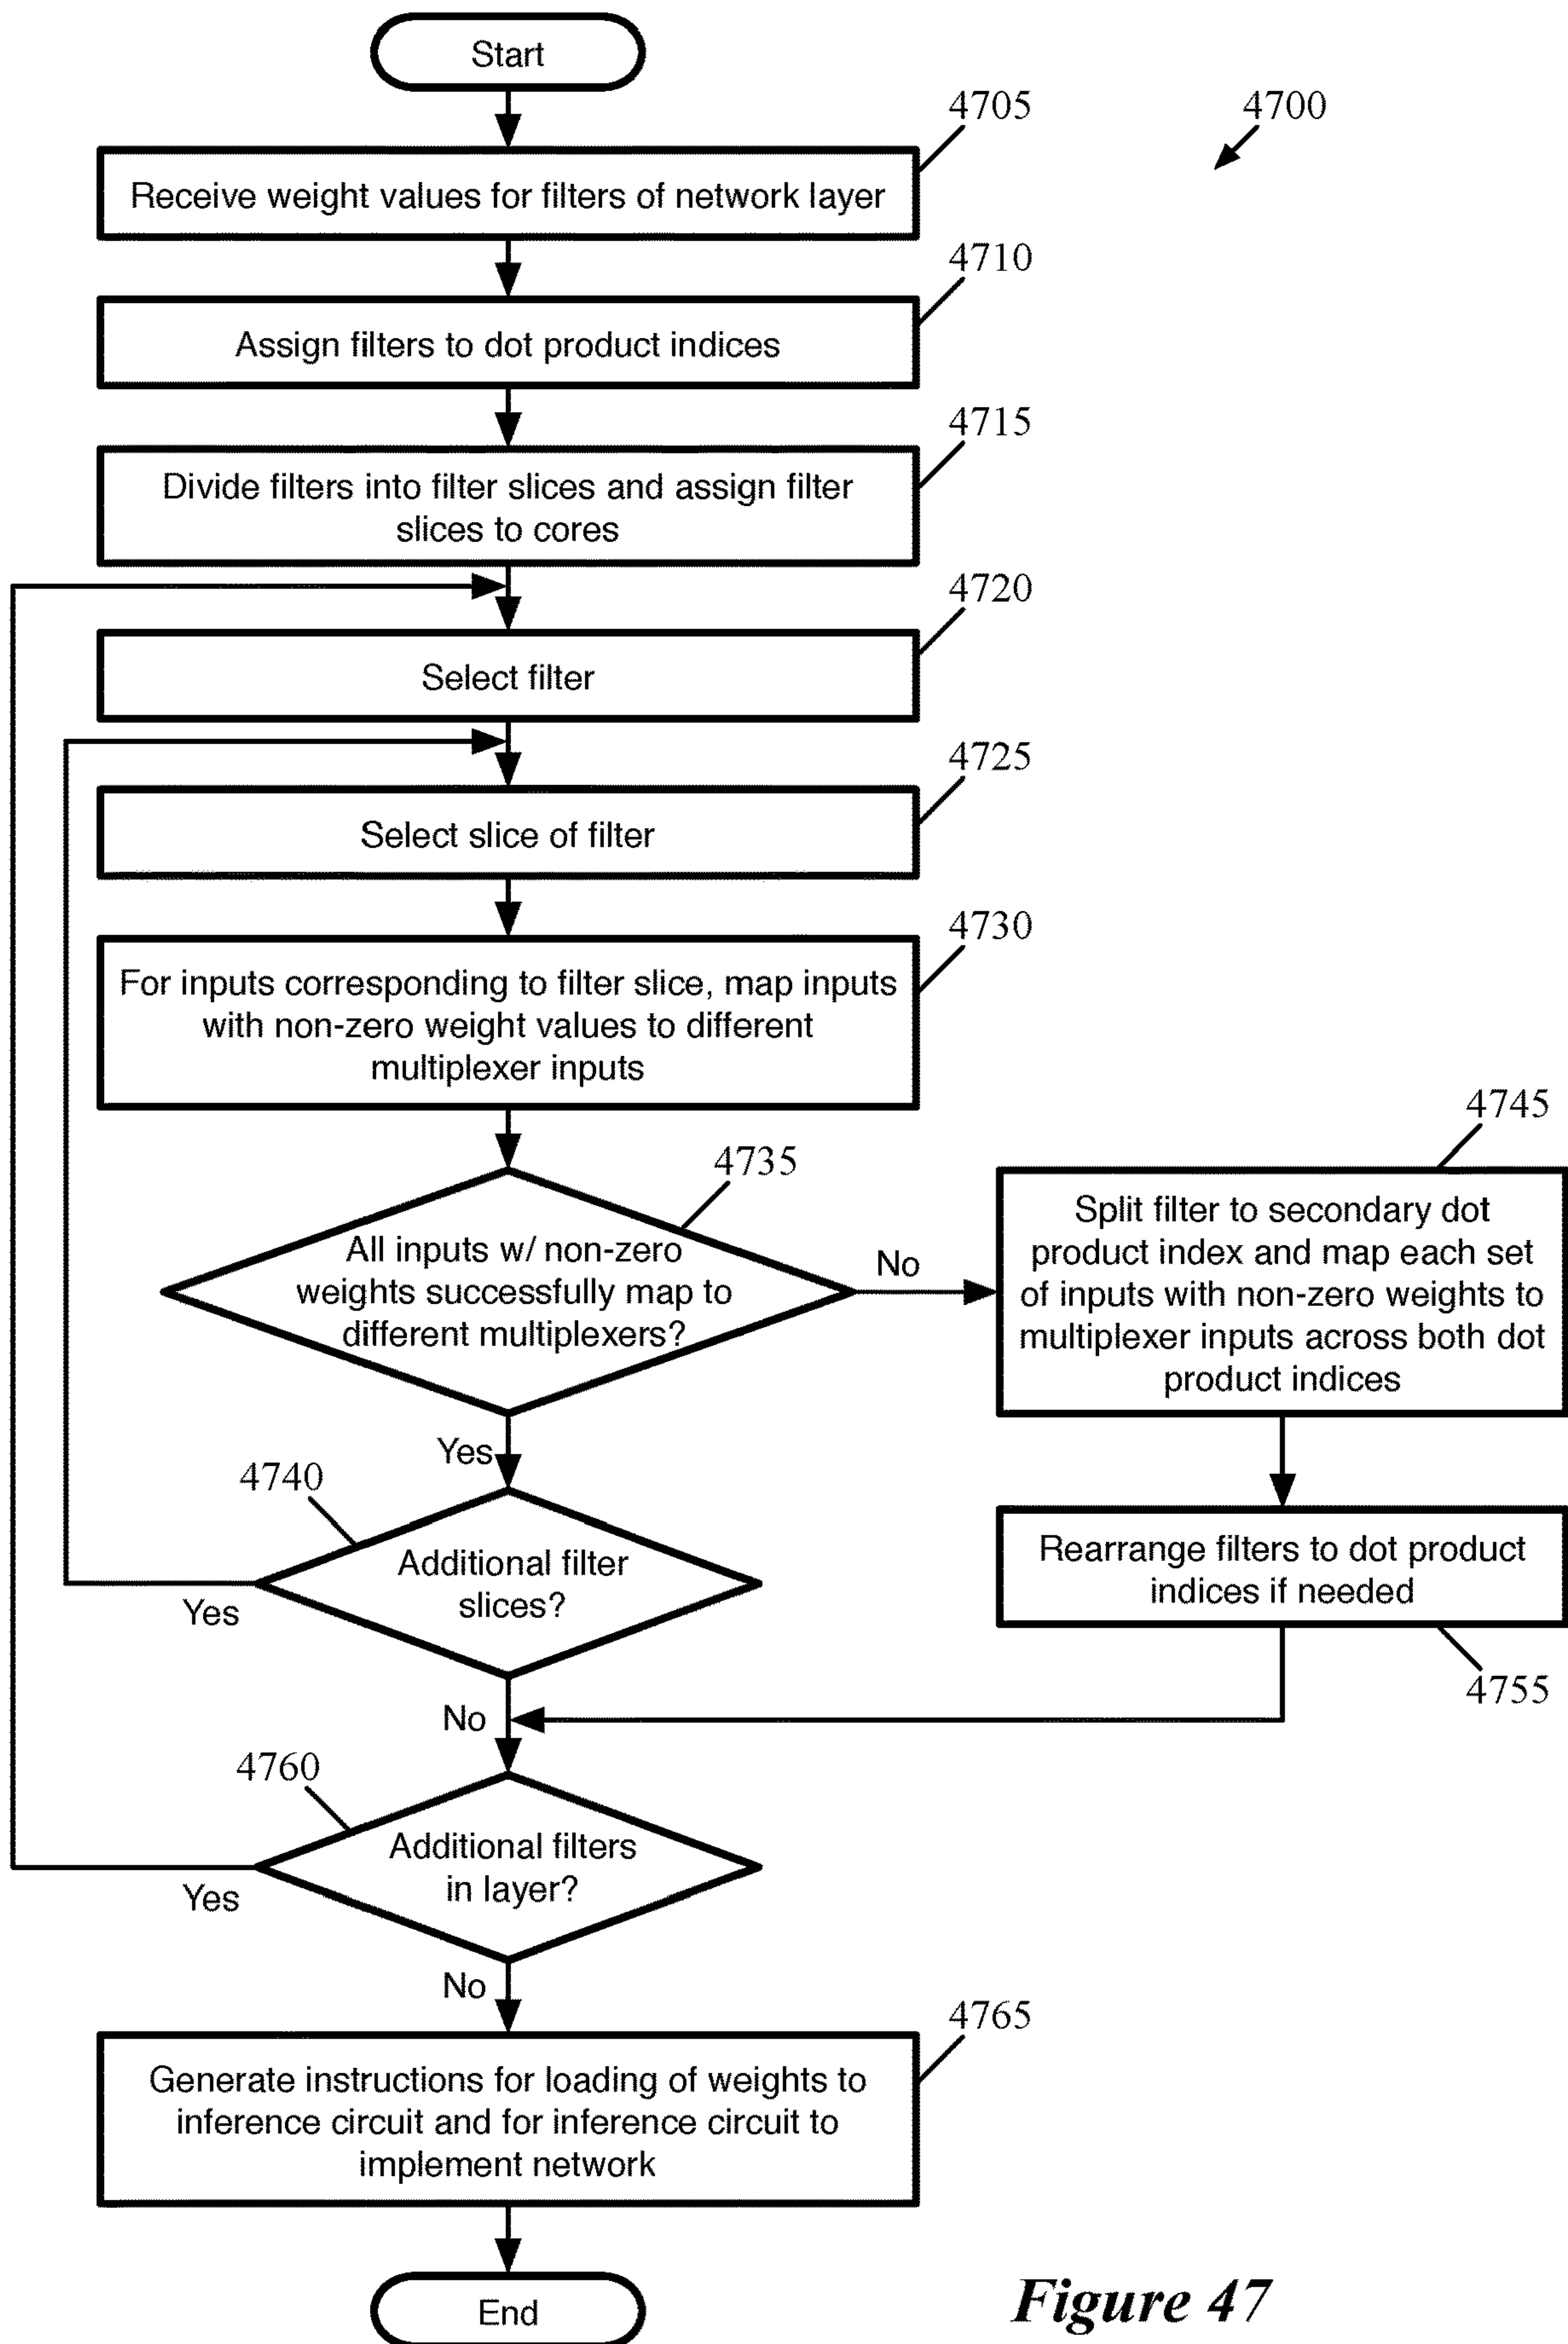 Start
4705
4700
Receive weight values for filters of network layer
4710
Assign filters to dot product indices
4715
Divide filters into filter slices and assign filter
slices to cores
4720
Select filter
4725
Select slice of filter
4730
For inputs corresponding to filter slice, map inputs
with non-zero weight values to different
multiplexer inputs
4735
All inputs w/ non-zero
weights successfully map to
different multiplexers?
No
4745
Split filter to secondary dot
product index and map each set
of inputs with non-zero weights to
multiplexer inputs across both dot
product indices
Yes
4740
Additional filter
slices?
Yes
Rearrange filters to dot product
indices if needed
4755
No
4760
Additional filters
in layer?
Yes
No
4765
Generate instructions for loading of weights to
inference circuit and for inference circuit to
implement network
End
Figure 47